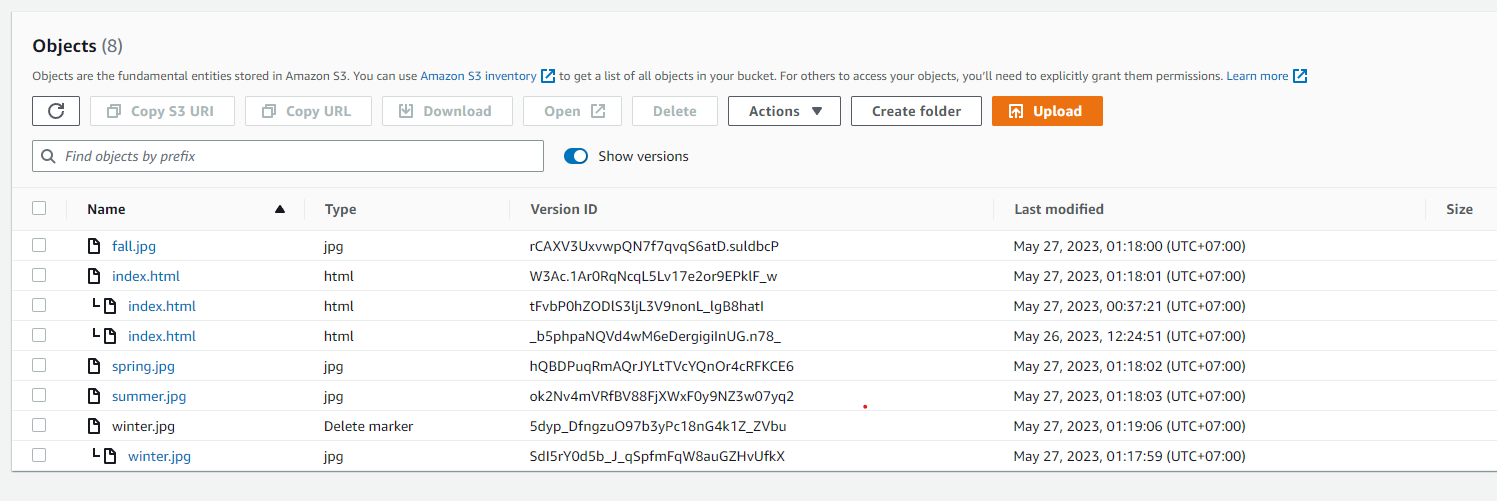 Objects (8)
Objects are the fundamental entities stored in Amazon S3. You can use Amazon S3 inventory to get a list of all objects in your bucket. For others to access your objects, you'll need to explicitly grant them permissions. Learn more
Copy S3 URI Copy URL Download Open Delete Actions Create folder Upload
Find objects by prefix Show versions
Name Type Version ID Last modified Size
fall.jpg jpg rCAXV3UxvwpQN7f7qvqS6atD.suldbcP May 27, 2023, 01:18:00 (UTC+07:00)
index.html html W3Ac.1Ar0RqNcqL5Lv17e2or9EPklF_w May 27, 2023, 01:18:01 (UTC+07:00)
index.html html tFvbP0hZODlS3ljL3V9nonL_lgB8hatI May 27, 2023, 00:37:21 (UTC+07:00)
index.html html _b5phpaNQVd4wM6eDergigiInUG.n78_ May 26, 2023, 12:24:51 (UTC+07:00)
spring.jpg jpg hQBDPuqRmAQrJYLtTVcYQnOr4cRFKCE6 May 27, 2023, 01:18:02 (UTC+07:00)
summer.jpg jpg ok2Nv4mVRfBV88FjXWxF0y9NZ3w07yq2 May 27, 2023, 01:18:03 (UTC+07:00)
winter.jpg Delete marker 5dyp_DfngzuO97b3yPc18nG4k1Z_ZVbu May 27, 2023, 01:19:06 (UTC+07:00)
winter.jpg jpg SdI5rY0d5b_J_qSpfmFqW8auGZHvUfkX May 27, 2023, 01:17:59 (UTC+07:00)